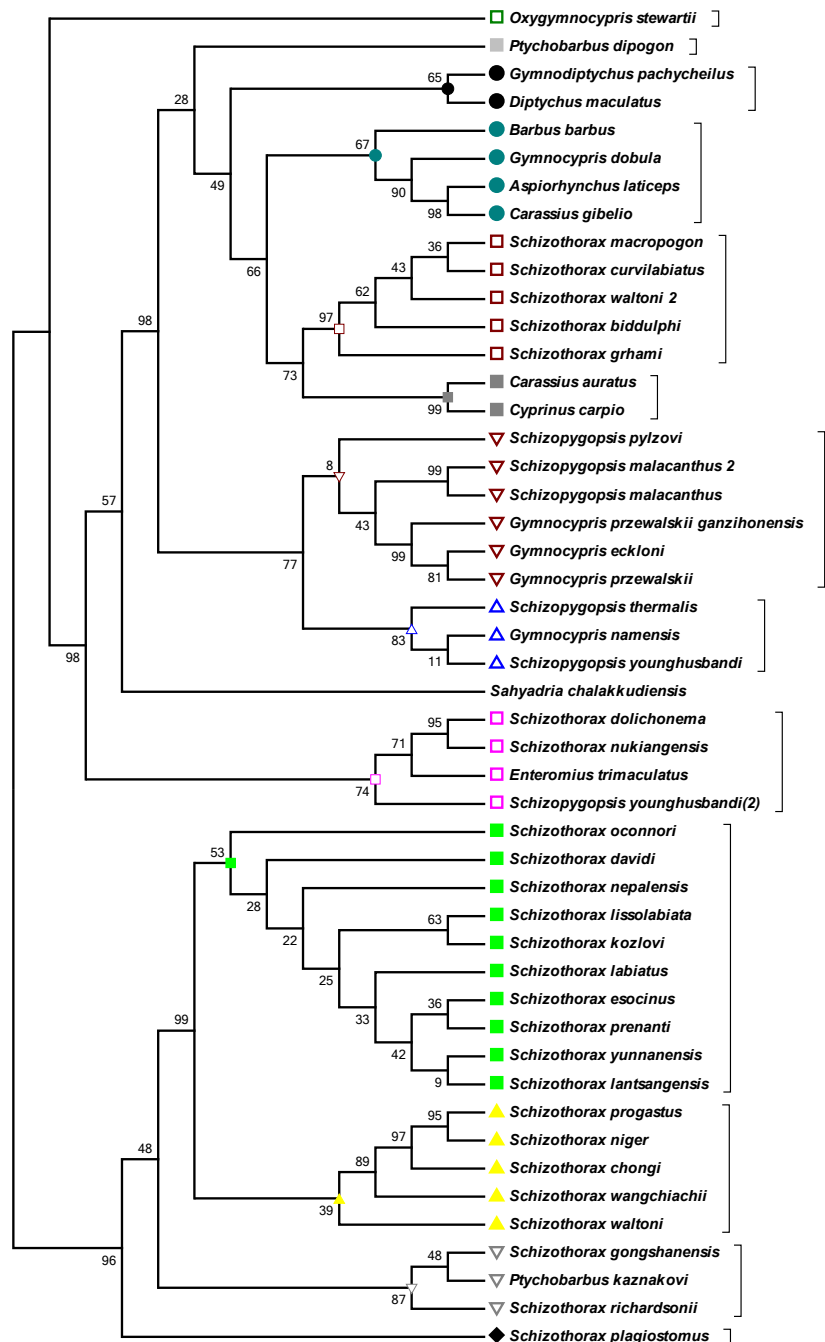 Oxygymnocypris stewartii
Ptychobarbus dipogon
65
Gymnodiptychus pachycheilus
28
Diptychus maculatus
Barbus barbus
67
Gymnocypris dobula
49
Aspiorhynchus laticeps
90
98
Carassius gibelio
36
Schizothorax macropogon
66
43
Schizothorax curvilabiatus
62
Schizothorax waltoni 2
97
Schizothorax biddulphi
98
Schizothorax grhami
73
Carassius auratus
99
Cyprinus carpio
Schizopygopsis pylzovi
8
99
Schizopygopsis malacanthus 2
57
Schizopygopsis malacanthus
43
Gymnocypris przewalskii ganzihonensis
77
99
Gymnocypris eckloni
81
Gymnocypris przewalskii
Schizopygopsis thermalis
83
Gymnocypris namensis
98
11
Schizopygopsis younghusbandi
Sahyadria chalakkudiensis
95
Schizothorax dolichonema
71
Schizothorax nukiangensis
Enteromius trimaculatus
74
Schizopygopsis younghusbandi(2)
Schizothorax oconnori
53
Schizothorax davidi
28
Schizothorax nepalensis
63
Schizothorax lissolabiata
22
Schizothorax kozlovi
25
Schizothorax labiatus
36
Schizothorax esocinus
99
33
Schizothorax prenanti
42
Schizothorax yunnanensis
9
Schizothorax lantsangensis
95
Schizothorax progastus
97
Schizothorax niger
48
89
Schizothorax chongi
Schizothorax wangchiachii
39
Schizothorax waltoni
96
48
Schizothorax gongshanensis
Ptychobarbus kaznakovi
87
Schizothorax richardsonii
Schizothorax plagiostomus